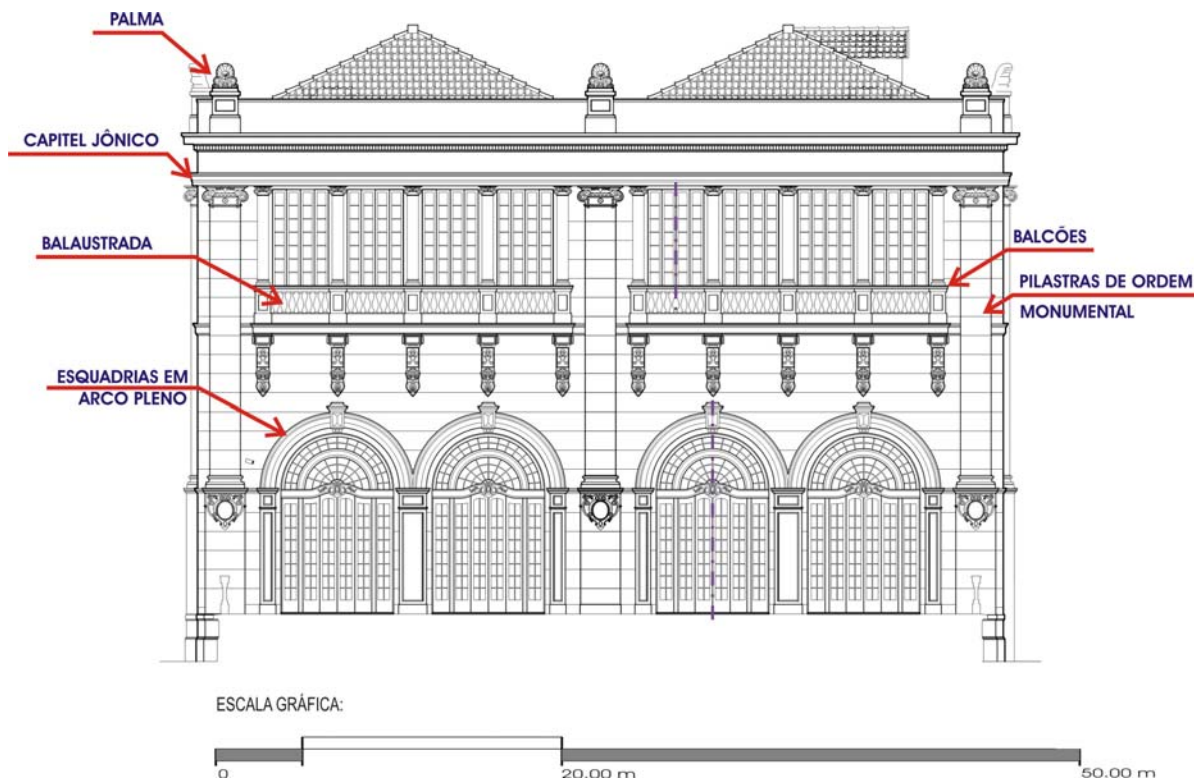 PALMA
CAPITEL JÔNICO
BALAUSTRADA
BALCÕES
PILASTRAS DE ORDEM
MONUMENTAL
ESQUADRIAS EM
ARCO PLENO
ESCALA GRÁFICA:
0
20.00 m
50.00 m